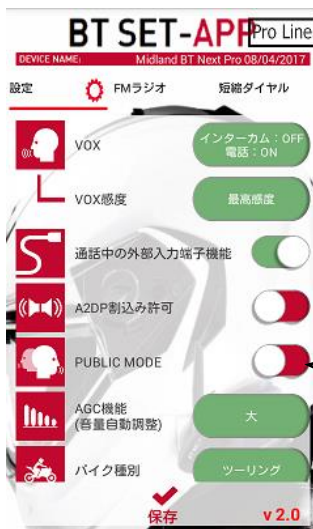 BT SET-APP Pro Line
DEVICE NAME: Midland BT Next Pro 08/04/2017
設定 FMラジオ 短縮ダイヤル
VOX インターカム：OFF
電話：ON
VOX感度 最高感度
通話中の外部入力端子機能
A2DP割込み許可
PUBLIC MODE
AGC機能
(音量自動調整) 大
バイク種別 ツーリング
保存 v 2.0